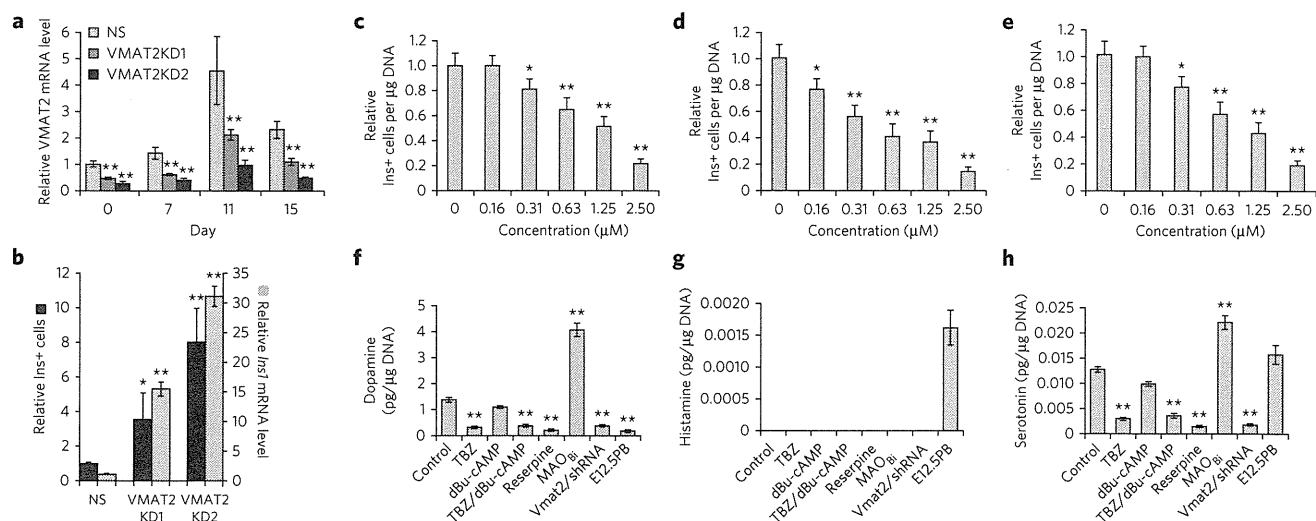 a
Relative VMAT2 mRNA level
6
5
4
3
2
1
0
NS
VMAT2KD1
VMAT2KD2
** ** ** ** ** ** ** **
0 7 11 15
Day
b
Relative Ins+ cells
12
10
8
6
4
2
0
* ** ** **
35
30
25
20
15
10
5
0
Relative Ins1 mRNA level
NS VMAT2 VMAT2
KD1 KD2
c
Relative
Ins+ cells per µg DNA
1.2
1.0
0.8
0.6
0.4
0.2
0
* ** ** **
0 0.16 0.31 0.63 1.25 2.50
Concentration (µM)
d
Relative
Ins+ cells per µg DNA
1.2
1.0
0.8
0.6
0.4
0.2
0
* ** ** ** **
0 0.16 0.31 0.63 1.25 2.50
Concentration (µM)
e
Relative
Ins+ cells per µg DNA
1.2
1.0
0.8
0.6
0.4
0.2
0
* ** ** **
0 0.16 0.31 0.63 1.25 2.50
Concentration (µM)
f
Dopamine
(pg/µg DNA)
5
4
3
2
1
0
** ** ** ** ** **
Control
TBZ
dBu-cAMP
TBZ/dBu-cAMP
Reserpine
MAOBi
Vmat2/shRNA
E12.5PB
g
Histamine (pg/µg DNA)
0.0020
0.0015
0.0010
0.0005
0
Control
TBZ
dBu-cAMP
TBZ/dBu-cAMP
Reserpine
MAOBi
Vmat2/shRNA
E12.5PB
h
Serotonin (pg/µg DNA)
0.025
0.020
0.015
0.010
0.005
0
** ** ** ** **
Control
TBZ
dBu-cAMP
TBZ/dBu-cAMP
Reserpine
MAOBi
Vmat2/shRNA
E12.5PB